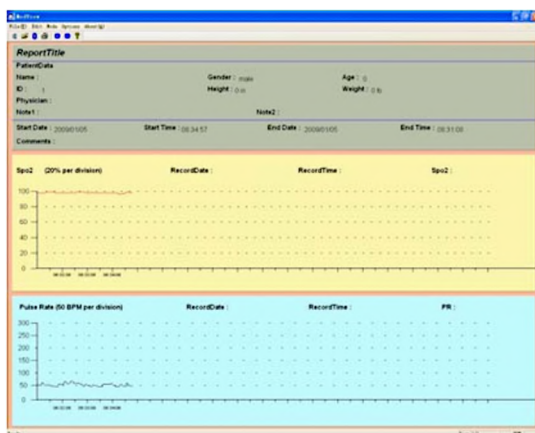 File Edit Options
ReportTitle
PatientData
Name : Gender : male Age : 0
ID : 1 Height : 0 in Weight : 0 lb
Physician :
Note1 : Note2 :
Start Date : 2009/01/05 Start Time : 08:34:57 End Date : 2009/01/05 End Time :
Comments :
Spo2 (20% per division) RecordDate : RecordTime : Spo2 :
100
80
60
40
20
0
Pulse Rate (50 BPM per division) RecordDate : RecordTime : PR :
300
250
200
150
100
50
0